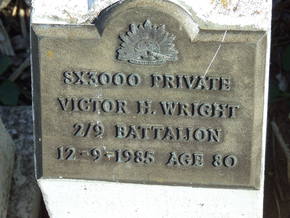 SX3000 PRIVATE
VICTOR H. WRIGHT
2/9 BATTALION
12-9-1985 AGE 80